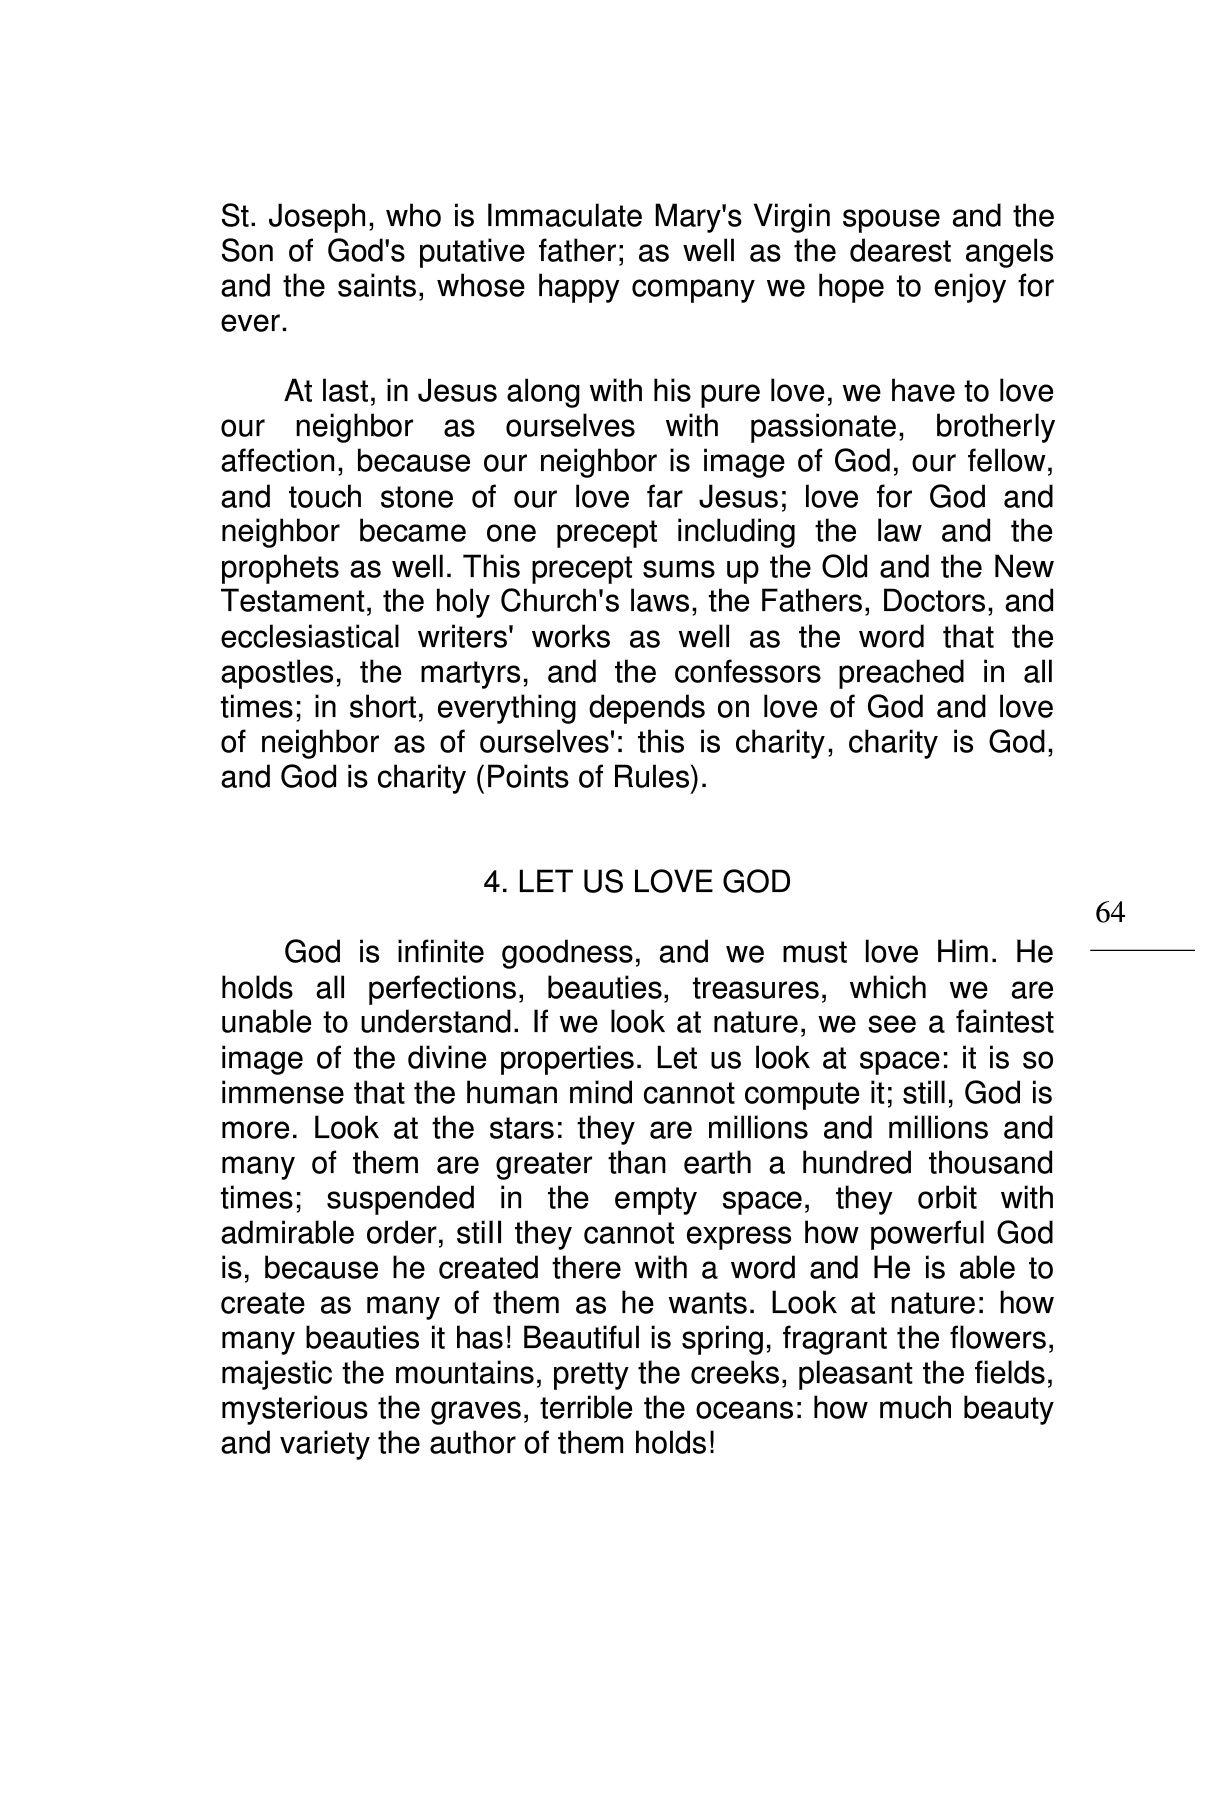 St. Joseph, who is Immaculate Mary's Virgin spouse and the
Son of God's putative father; as well as the dearest angels
and the saints, whose happy company we hope to enjoy for
ever.
At last, in Jesus along with his pure love, we have to love
our neighbor as ourselves with passionate, brotherly
affection, because our neighbor is image of God, our fellow,
and touch stone of our love far Jesus; love for God and
neighbor became one precept including the law and the
prophets as well. This precept sums up the Old and the New
Testament, the holy Church's laws, the Fathers, Doctors, and
ecclesiastical writers' works as well as the word that the
apostles, the martyrs, and the confessors preached in all
times; in short, everything depends on love of God and love
of neighbor as of ourselves': this is charity, charity is God,
and God is charity (Points of Rules).
4. LET US LOVE GOD
64
God is infinite goodness, and we must love Him. He
holds all perfections, beauties, treasures, which we are
unable to understand. If we look at nature, we see a faintest
image of the divine properties. Let us look at space: it is so
immense that the human mind cannot compute it; still, God is
more. Look at the stars: they are millions and millions and
many of them are greater than earth a hundred thousand
times; suspended in the empty space, they orbit with
admirable order, still they cannot express how powerful God
is, because he created there with a word and He is able to
create as many of them as he wants. Look at nature: how
many beauties it has! Beautiful is spring, fragrant the flowers,
majestic the mountains, pretty the creeks, pleasant the fields,
mysterious the graves, terrible the oceans: how much beauty
and variety the author of them holds!